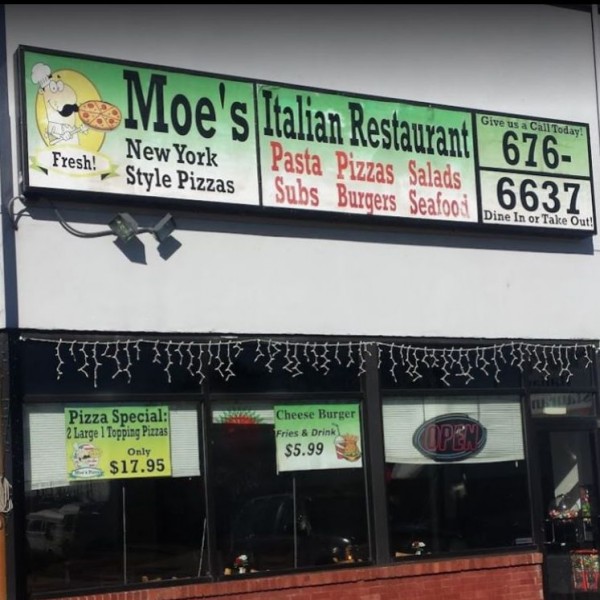 Moe's
New York
Style Pizzas
Fresh!
Italian Restaurant
Pasta Pizzas Salads
Subs Burgers Seafood
Give us a Call Today!
676-
6637
Dine In or Take Out!
Pizza Special:
2 Large 1 Topping Pizzas
Only
$17.95
Cheese Burger
Fries & Drink
$5.99
OPEN